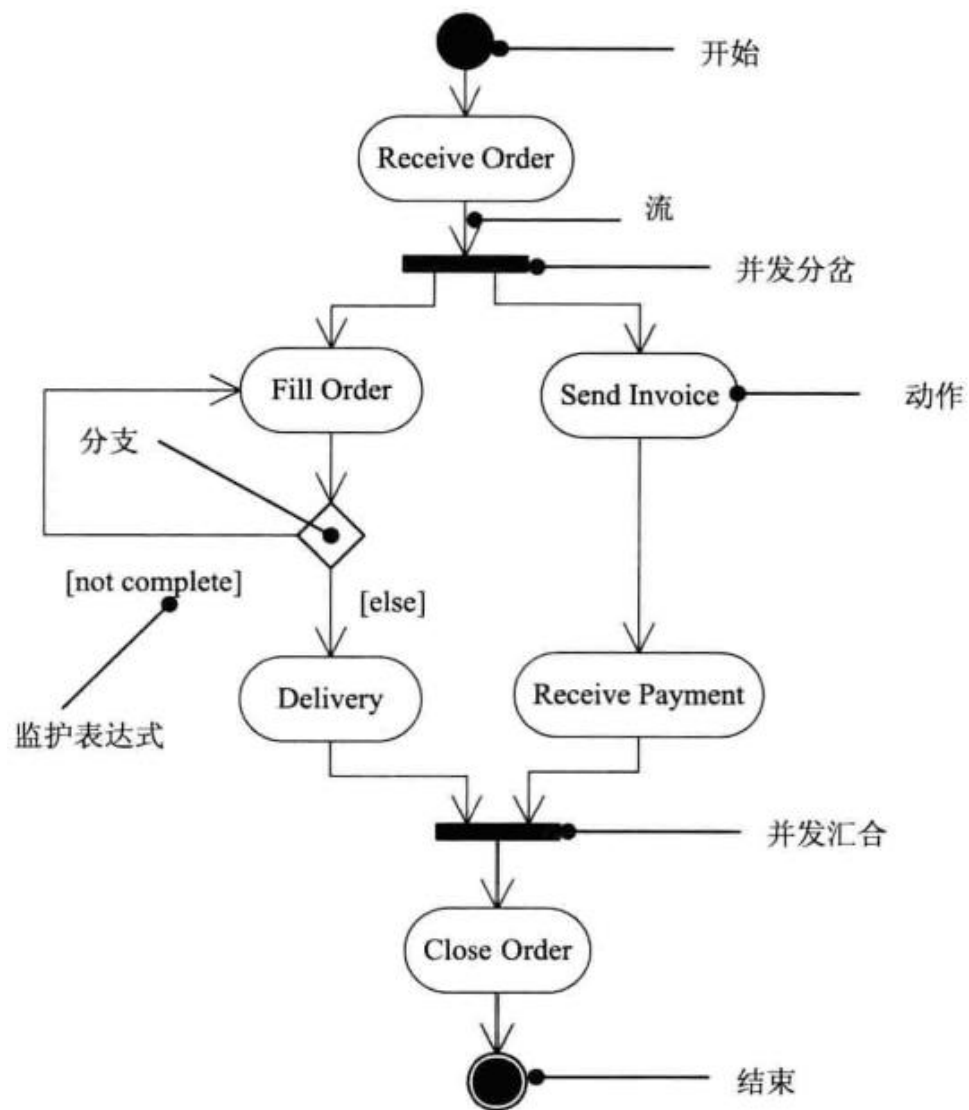 开始
Receive Order
流
并发分岔
Fill Order
Send Invoice
动作
分支
[not complete]
[else]
Delivery
Receive Payment
监护表达式
并发汇合
Close Order
结束